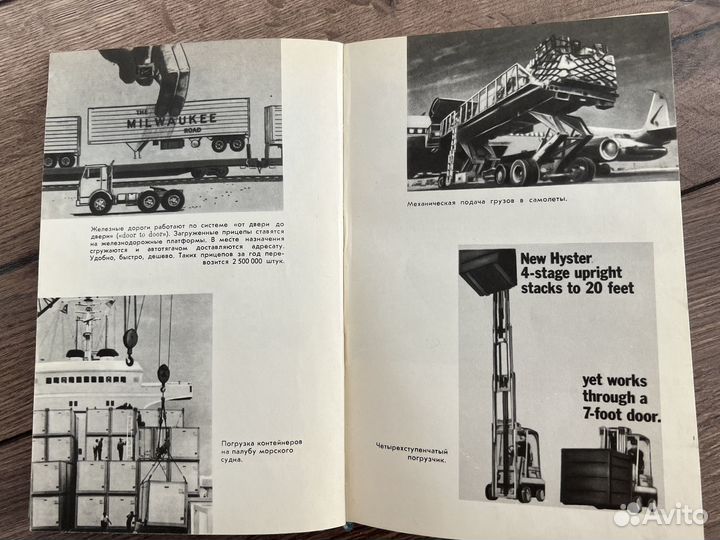 THE
MILWAUKEE
ROAD
Железные дороги работают по системе «от двери до
двери» («door to door»). Загруженные прицепы ставятся
на железнодорожные платформы. В месте назначения
сгружаются и автотягачом доставляются адресату.
Удобно, быстро, дешево. Таких прицепов за год пере-
возится 2 500 000 штук.
Погрузка контейнеров
на палубу морского
судна.
Механическая подача грузов в самолеты.
New Hyster
4-stage upright
stacks to 20 feet
yet works
through a
7-foot door.
Четырехступенчатый
погрузчик.
Avito